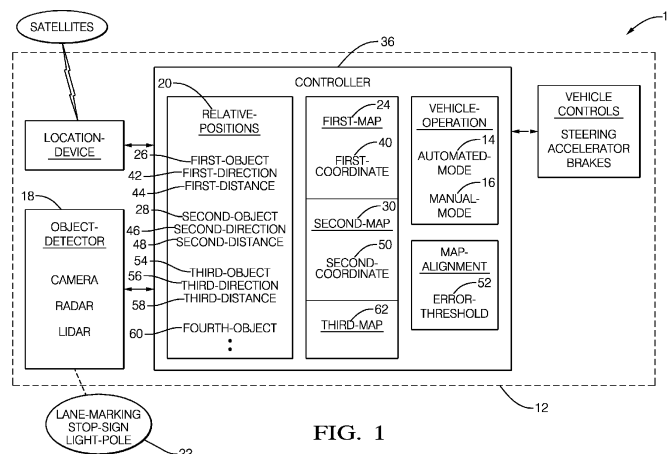 SATELLITES
1
36
CONTROLLER
LOCATION-
DEVICE
20
RELATIVE-
POSITIONS
26
FIRST-OBJECT
42
FIRST-DIRECTION
44
FIRST-DISTANCE
28
SECOND-OBJECT
46
SECOND-DIRECTION
48
SECOND-DISTANCE
54
THIRD-OBJECT
56
THIRD-DIRECTION
58
THIRD-DISTANCE
60
FOURTH-OBJECT
24
FIRST-MAP
40
FIRST-
COORDINATE
30
SECOND-MAP
50
SECOND-
COORDINATE
62
THIRD-MAP
VEHICLE-
OPERATION
14
AUTOMATED-
MODE
16
MANUAL-
MODE
MAP-
ALIGNMENT
52
ERROR-
THRESHOLD
VEHICLE
CONTROLS
STEERING
ACCELERATOR
BRAKES
18
OBJECT-
DETECTOR
CAMERA
RADAR
LIDAR
12
LANE-MARKING
STOP-SIGN
LIGHT-POLE
FIG. 1